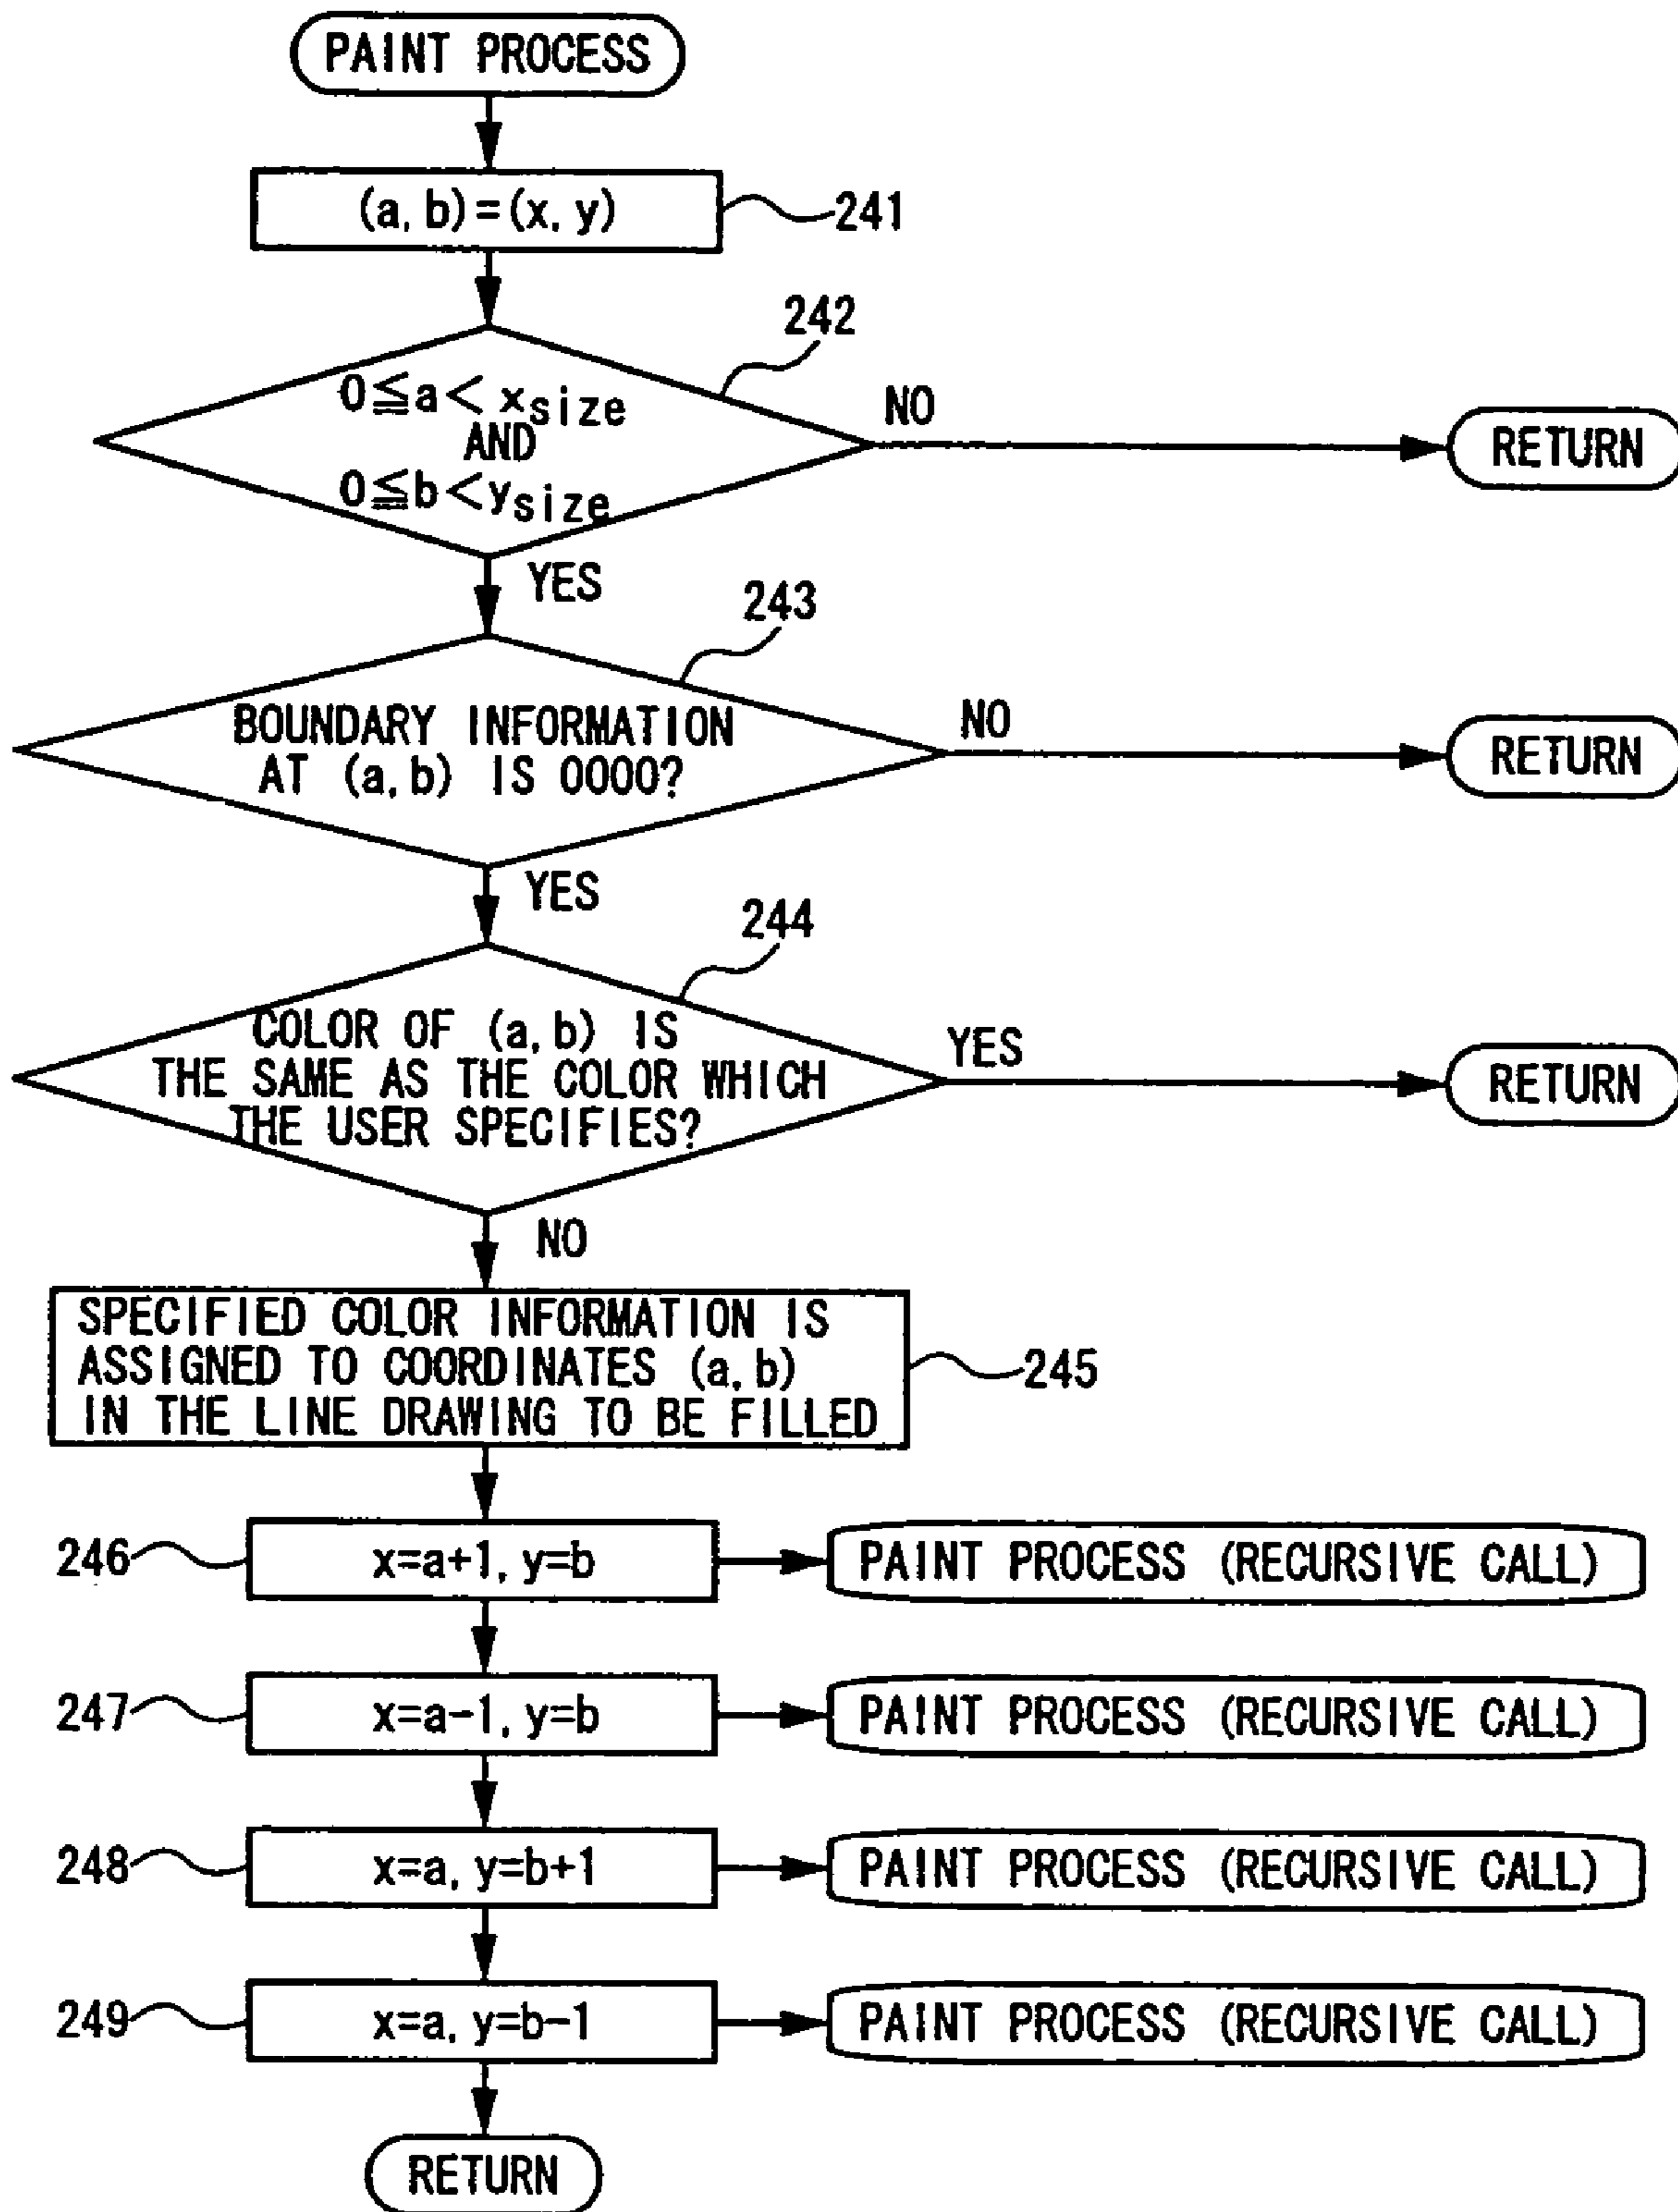 PAINT PROCESS
(a, b)=(x, y)
241
242
0≦a< xsize
AND
0≦b<ysize
NO
RETURN
YES
243
BOUNDARY INFORMATION
AT (a, b) IS 0000?
NO
RETURN
YES
244
COLOR OF (a, b) IS
THE SAME AS THE COLOR WHICH
THE USER SPECIFIES?
YES
RETURN
NO
SPECIFIED COLOR INFORMATION IS
ASSIGNED TO COORDINATES (a, b)
IN THE LINE DRAWING TO BE FILLED
245
246
x=a+1, y=b
PAINT PROCESS (RECURSIVE CALL)
247
x=a-1, y=b
PAINT PROCESS (RECURSIVE CALL)
248
x=a, y=b+1
PAINT PROCESS (RECURSIVE CALL)
249
x=a, y=b-1
PAINT PROCESS (RECURSIVE CALL)
RETURN